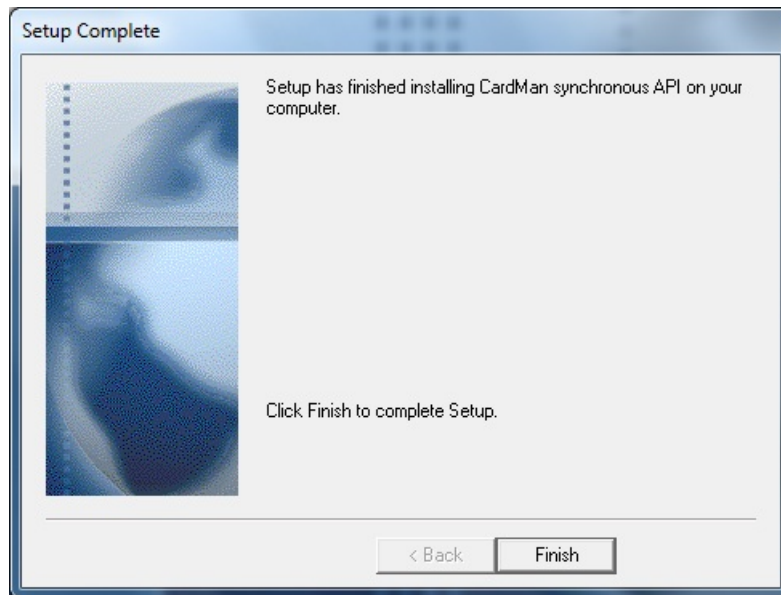 Setup Complete
Setup has finished installing CardMan synchronous API on your
computer.
Click Finish to complete Setup.
< Back
Finish